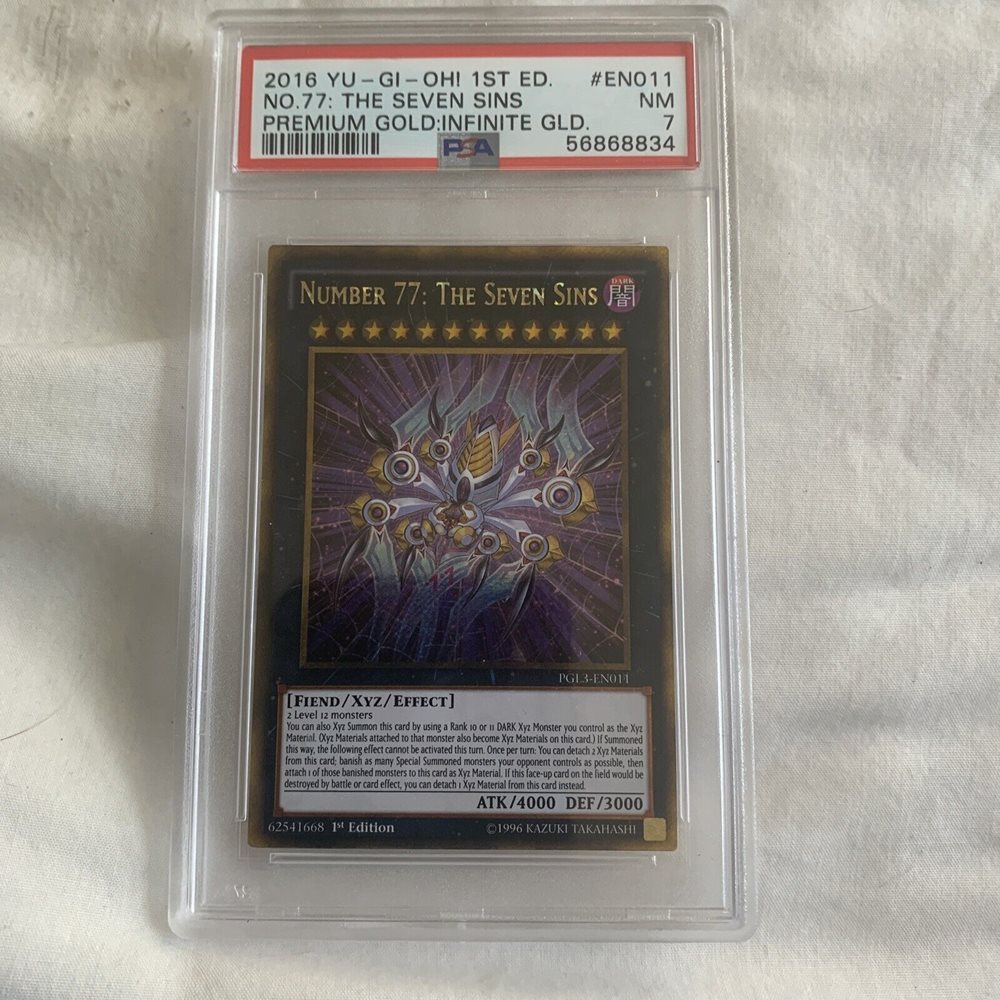 2016 YU-GI-OH! 1ST ED. #EN011
NO.77: THE SEVEN SINS NM
PREMIUM GOLD:INFINITE GLD. 7
PSA 56868834
NUMBER 77: THE SEVEN SINS
DARK
闇
PGL3-EN011
[FIEND/XYZ/EFFECT]
2 Level 12 monsters
You can also Xyz Summon this card by using a Rank 10 or 11 DARK Xyz Monster you control as the Xyz
Material. (Xyz Materials attached to that monster also become Xyz Materials on this card.) If Summoned
this way, the following effect cannot be activated this turn. Once per turn: You can detach 2 Xyz Materials
from this card; banish as many Special Summoned monsters your opponent controls as possible, then
attach 1 of those banished monsters to this card as Xyz Material. If this face-up card on the field would be
destroyed by battle or card effect, you can detach 1 Xyz Material from this card instead.
ATK/4000 DEF/3000
62541668 1st Edition ©1996 KAZUKI TAKAHASHI